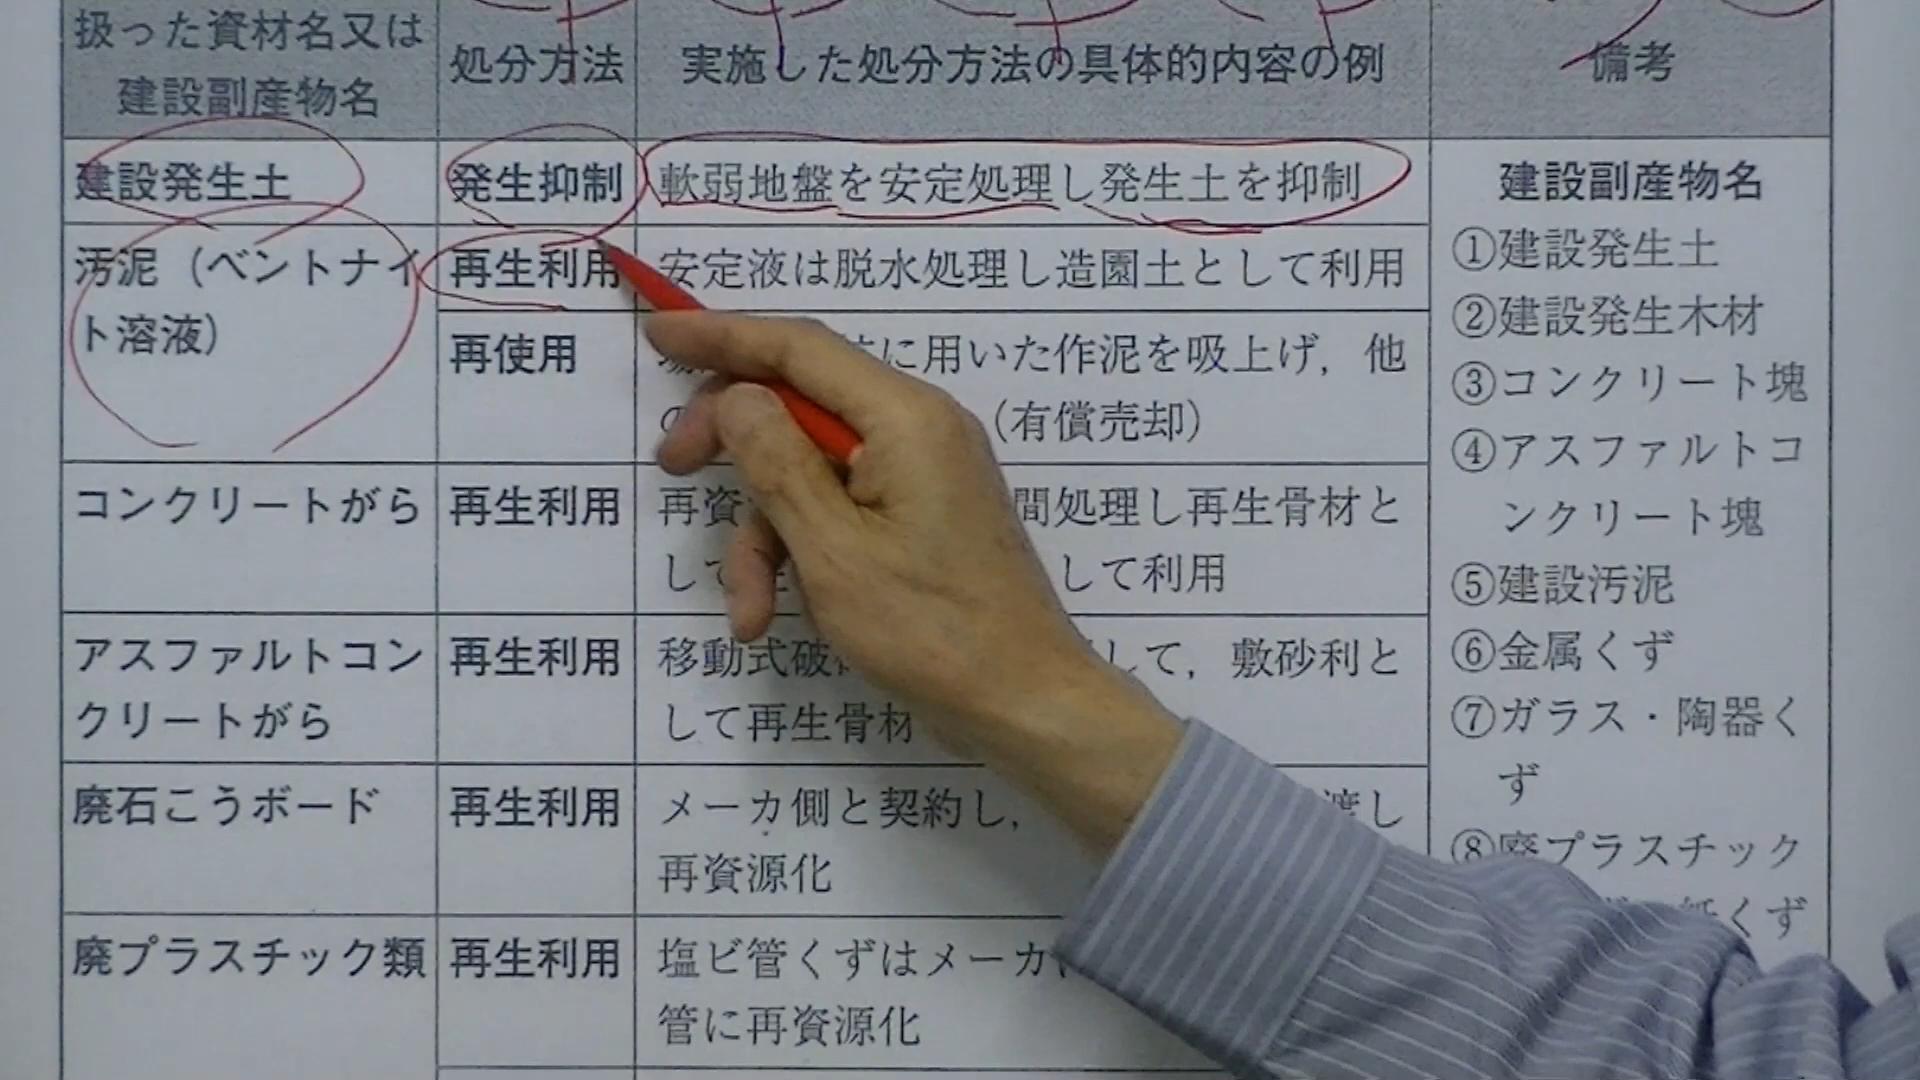 扱った資材名又は
建設副産物名
処分方法
実施した処分方法の具体的内容の例
備考
建設発生土
発生抑制
軟弱地盤を安定処理し発生土を抑制
汚泥（ベントナイ
ト溶液）
再生利用
安定液は脱水処理し造園土として利用
再使用
に用いた作泥を吸上げ，他
の
（有償売却）
コンクリートがら
再生利用
再資
間処理し再生骨材と
して
して利用
アスファルトコン
クリートがら
再生利用
移動式破
して，敷砂利と
して再生骨材
廃石こうボード
再生利用
メーカ側と契約し，
渡し
再資源化
廃プラスチック類
再生利用
塩ビ管くずはメーカ
管に再資源化
建設副産物名
①建設発生土
②建設発生木材
③コンクリート塊
④アスファルトコ
ンクリート塊
⑤建設汚泥
⑥金属くず
⑦ガラス・陶器く
ず
⑧廃プラスチック
紙くず